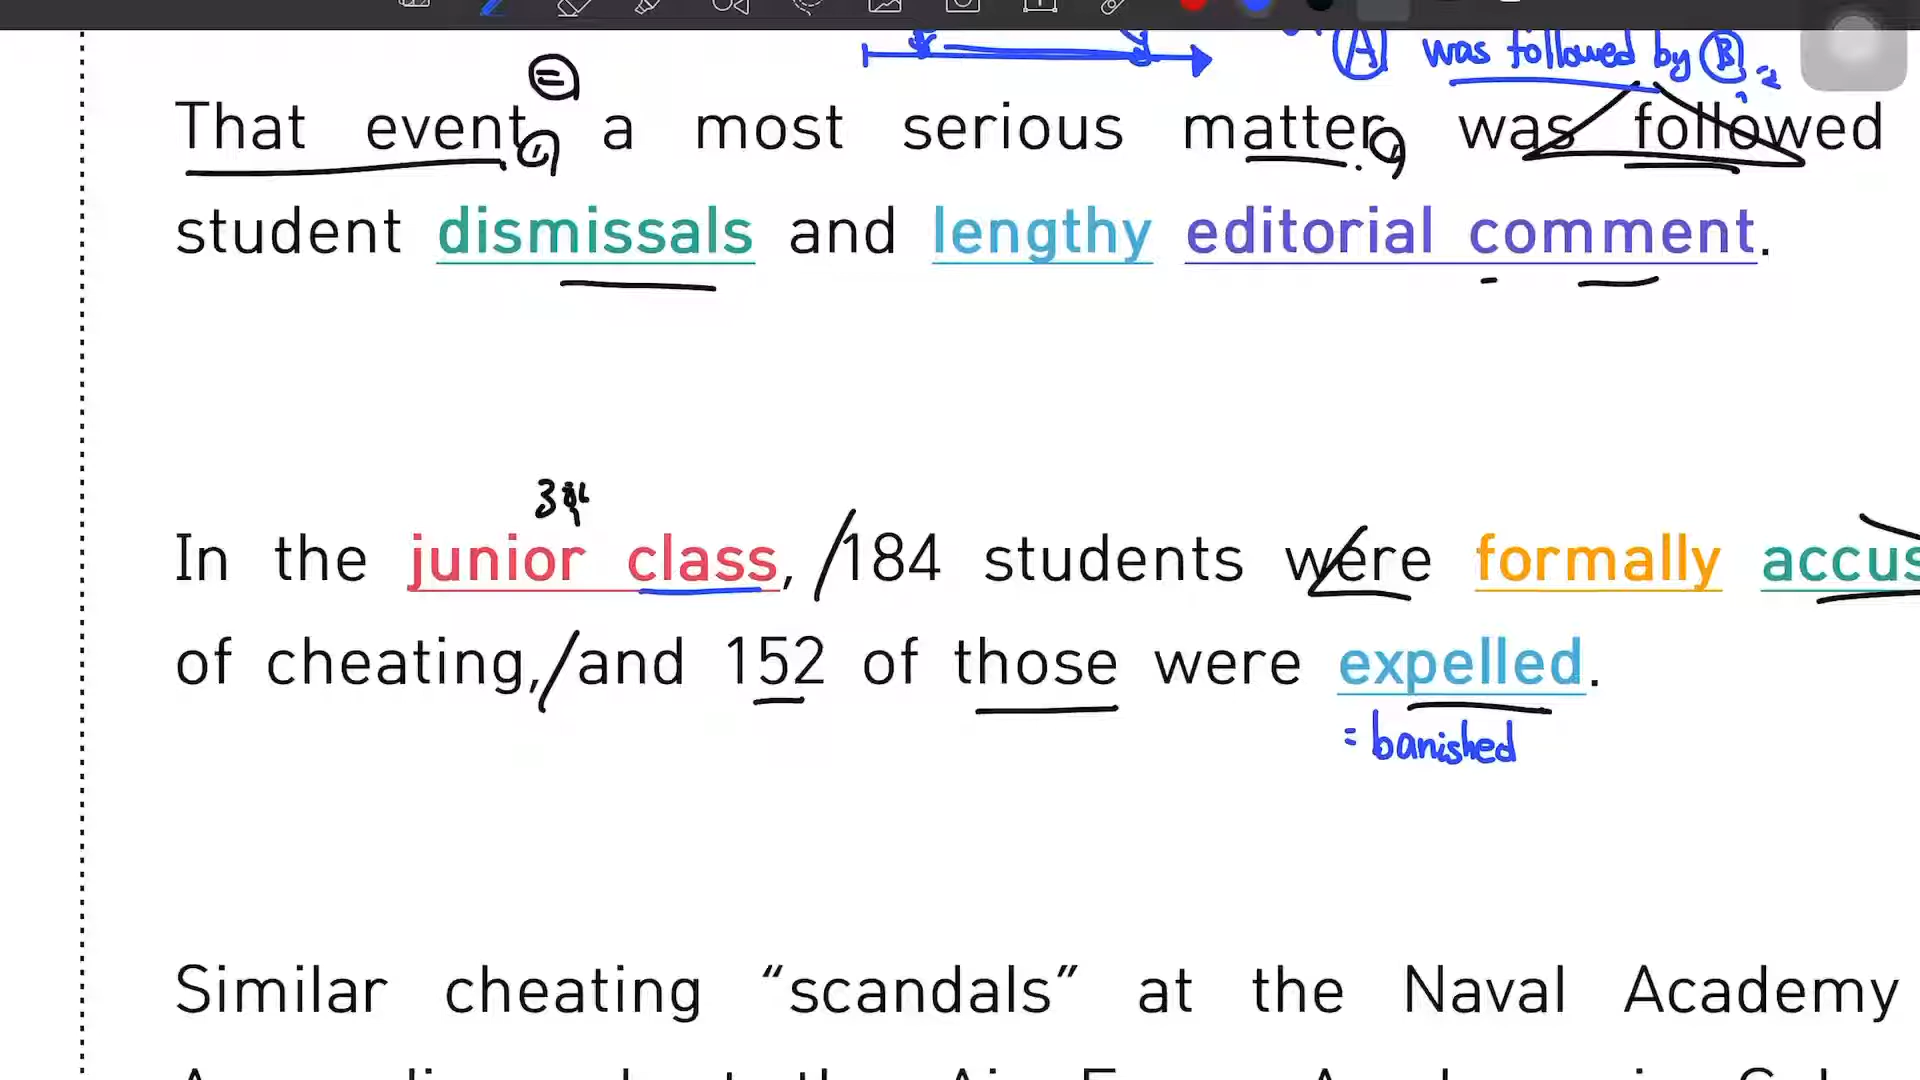 Ⓐ was followed by Ⓑ
=
That event, a most serious matter, was followed
student dismissals and lengthy editorial comment.
In the junior class, /184 students were formally accus
of cheating,/and 152 of those were expelled.
= banished
Similar cheating “scandals” at the Naval Academy